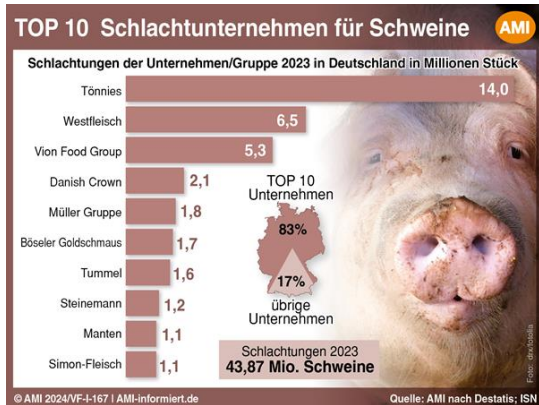 TOP 10 Schlachtunternehmen für Schweine
AMI
Schlachtungen der Unternehmen/Gruppe 2023 in Deutschland in Millionen Stück
Tönnies 14,0
Westfleisch 6,5
Vion Food Group 5,3
Danish Crown 2,1
Müller Gruppe 1,8
Böseler Goldschmaus 1,7
Tummel 1,6
Steinemann 1,2
Manten 1,1
Simon-Fleisch 1,1
TOP 10
Unternehmen
83%
17%
übrige
Unternehmen
Schlachtungen 2023
43,87 Mio. Schweine
Foto: drx/fotolia
© AMI 2024/VF-I-167 | AMI-informiert.de
Quelle: AMI nach Destatis; ISN